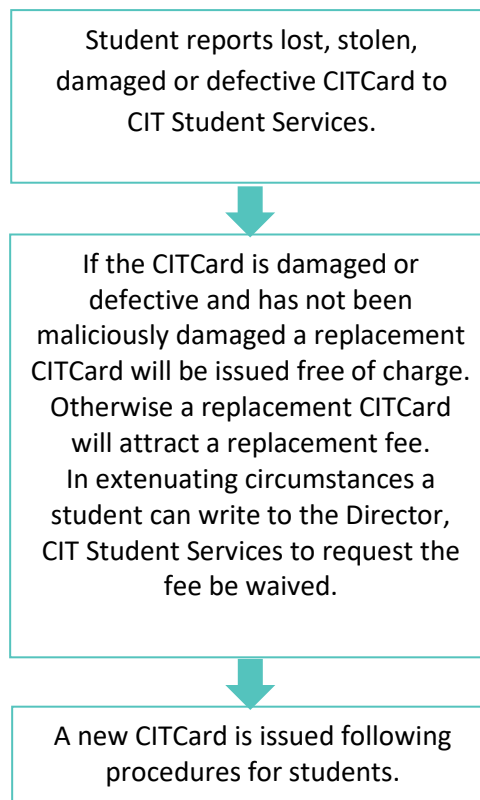 Student reports lost, stolen,
damaged or defective CITCard to
CIT Student Services.
If the CITCard is damaged or
defective and has not been
maliciously damaged a replacement
CITCard will be issued free of charge.
Otherwise a replacement CITCard
will attract a replacement fee.
In extenuating circumstances a
student can write to the Director,
CIT Student Services to request the
fee be waived.
A new CITCard is issued following
procedures for students.